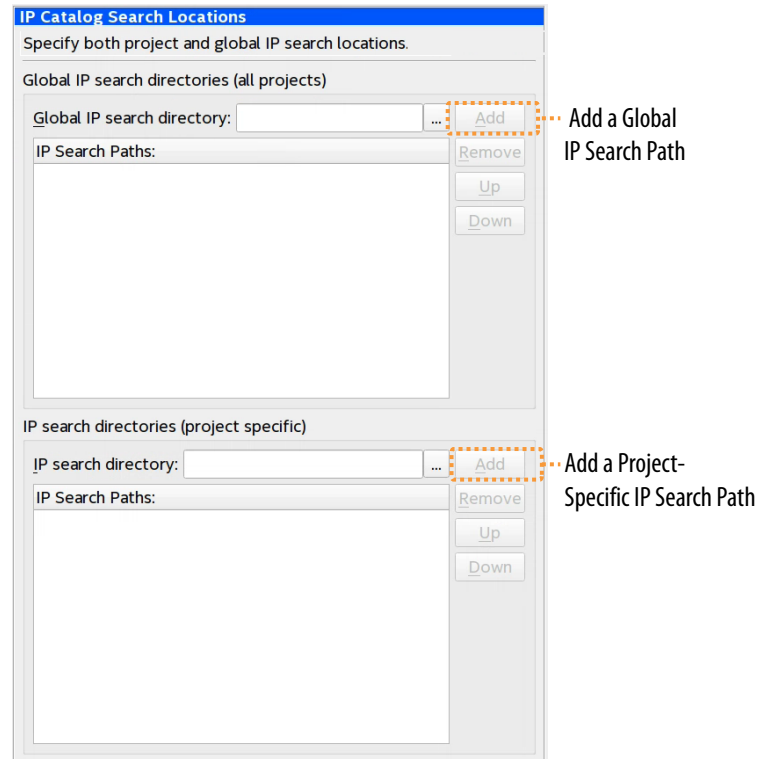 IP Catalog Search Locations
Specify both project and global IP search locations.
Global IP search directories (all projects)
Global IP search directory: ... Add
Add a Global
IP Search Path
IP Search Paths:
Remove
Up
Down
IP search directories (project specific)
IP search directory: ... Add
Add a Project-
Specific IP Search Path
IP Search Paths:
Remove
Up
Down